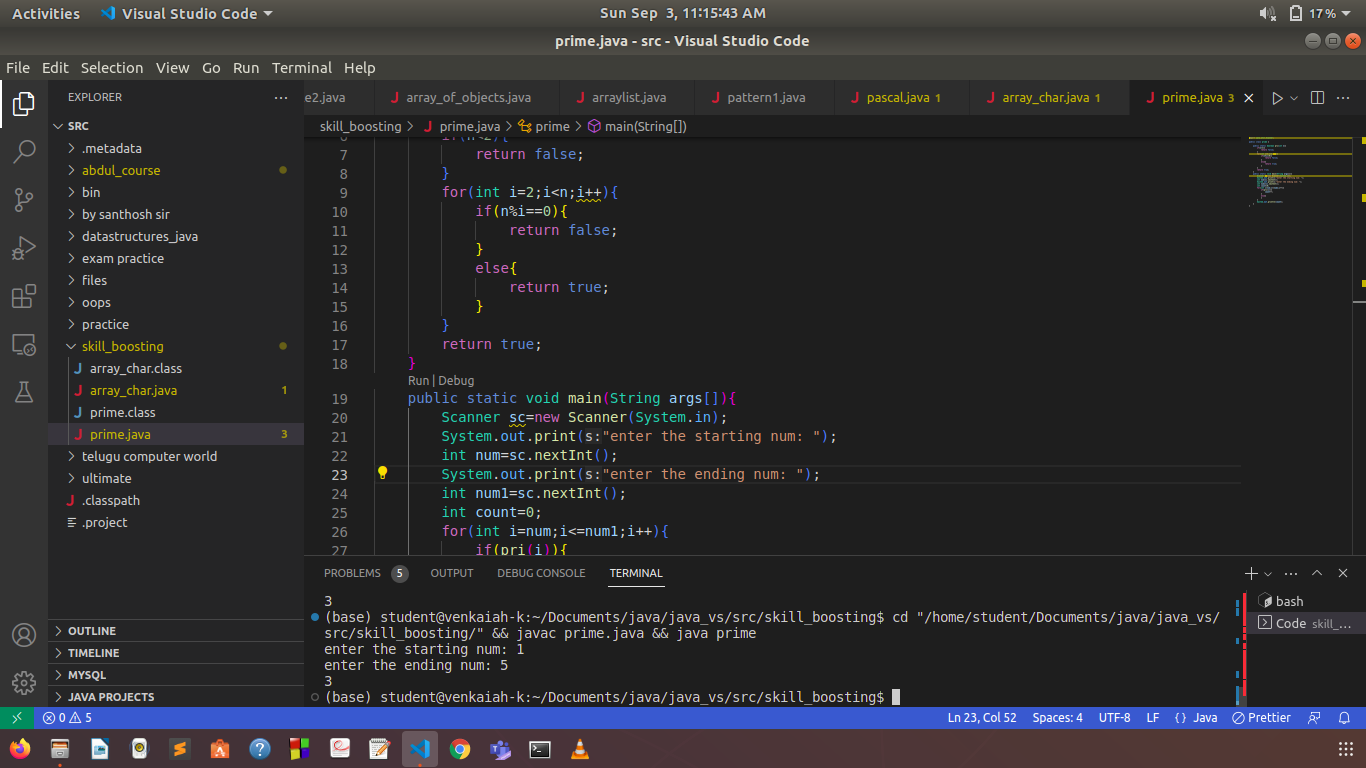 Activities Visual Studio Code Sun Sep 3, 11:15:43 AM 17%
prime.java - src - Visual Studio Code
File Edit Selection View Go Run Terminal Help
EXPLORER
SRC
.metadata
abdul_course
bin
by santhosh sir
datastructures_java
exam practice
files
oops
practice
skill_boosting
array_char.class
array_char.java 1
prime.class
prime.java 3
telugu computer world
ultimate
.classpath
.project
OUTLINE
TIMELINE
MYSQL
JAVA PROJECTS
e2.java array_of_objects.java arraylist.java pattern1.java pascal.java 1 array_char.java 1 prime.java 3
skill_boosting > prime.java > prime > main(String[])
6 if(n<2){
7 return false;
8 }
9 for(int i=2;i<n;i++){
10 if(n%i==0){
11 return false;
12 }
13 else{
14 return true;
15 }
16 }
17 return true;
18 }
Run | Debug
19 public static void main(String args[]){
20 Scanner sc=new Scanner(System.in);
21 System.out.print(s:"enter the starting num: ");
22 int num=sc.nextInt();
23 System.out.print(s:"enter the ending num: ");
24 int num1=sc.nextInt();
25 int count=0;
26 for(int i=num;i<=num1;i++){
27 if(pri(i)){
PROBLEMS 5 OUTPUT DEBUG CONSOLE TERMINAL
3
(base) student@venkaiah-k:~/Documents/java/java_vs/src/skill_boosting$ cd "/home/student/Documents/java/java_vs/
src/skill_boosting/" && javac prime.java && java prime
enter the starting num: 1
enter the ending num: 5
3
(base) student@venkaiah-k:~/Documents/java/java_vs/src/skill_boosting$
bash
Code skill_...
0 5 Ln 23, Col 52 Spaces: 4 UTF-8 LF {} Java Prettier